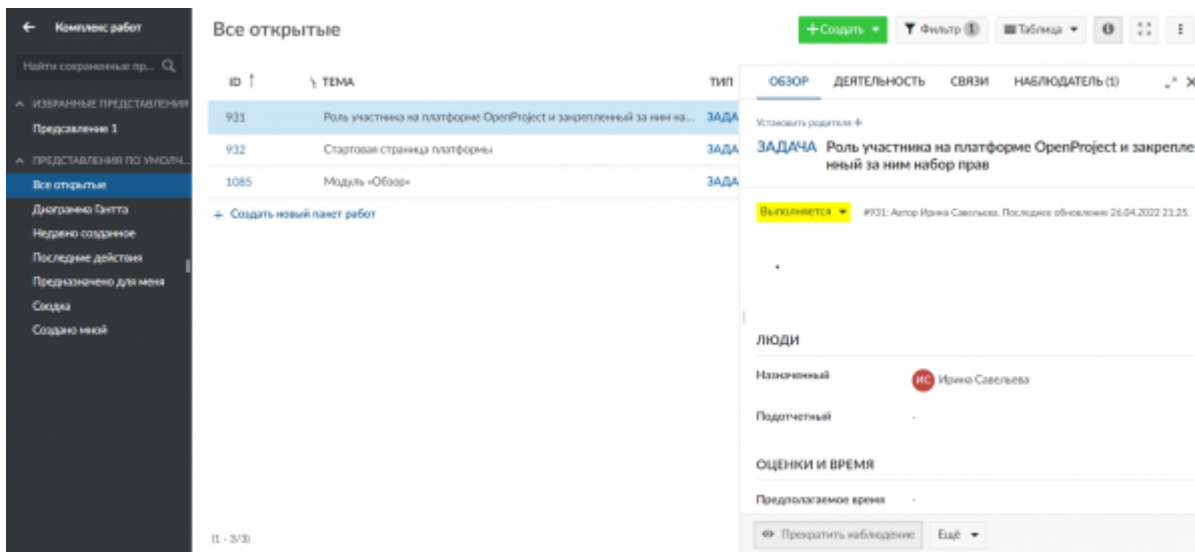 Комплекс работ
Найти сохраненные пр...
ИЗБРАННЫЕ ПРЕДСТАВЛЕНИЯ
Предсавление 1
ПРЕДСТАВЛЕНИЯ ПО УМОЛЧ...
Все открытые
Диаграмма Гантта
Недавно созданное
Последние действия
Предназначено для меня
Сводка
Создано мной
Все открытые
+ Создать
Фильтр 1
Таблица
ID ТЕМА ТИП
931 Роль участника на платформе OpenProject и закрепленный за ним на... ЗАДА
932 Стартовая страница платформы ЗАДА
1085 Модуль «Обзор» ЗАДА
+ Создать новый пакет работ
(1 - 3/3)
ОБЗОР ДЕЯТЕЛЬНОСТЬ СВЯЗИ НАБЛЮДАТЕЛЬ (1)
Установить родителя +
ЗАДАЧА Роль участника на платформе OpenProject и закрепле
нный за ним набор прав
Выполняется #931: Автор Ирина Савельева. Последнее обновление 26.04.2022 21:25.
ЛЮДИ
Назначенный ИС Ирина Савельева
Подотчетный -
ОЦЕНКИ И ВРЕМЯ
Предполагаемое время -
Прекратить наблюдение Ещё